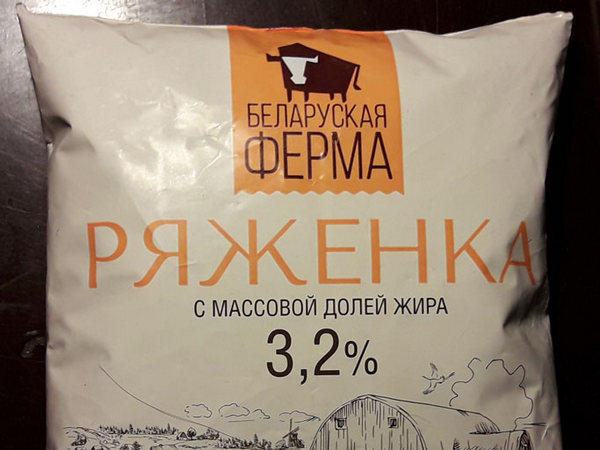 БЕЛАРУСКАЯ
ФЕРМА
РЯЖЕНКА
С МАССОВОЙ ДОЛЕЙ ЖИРА
3,2%